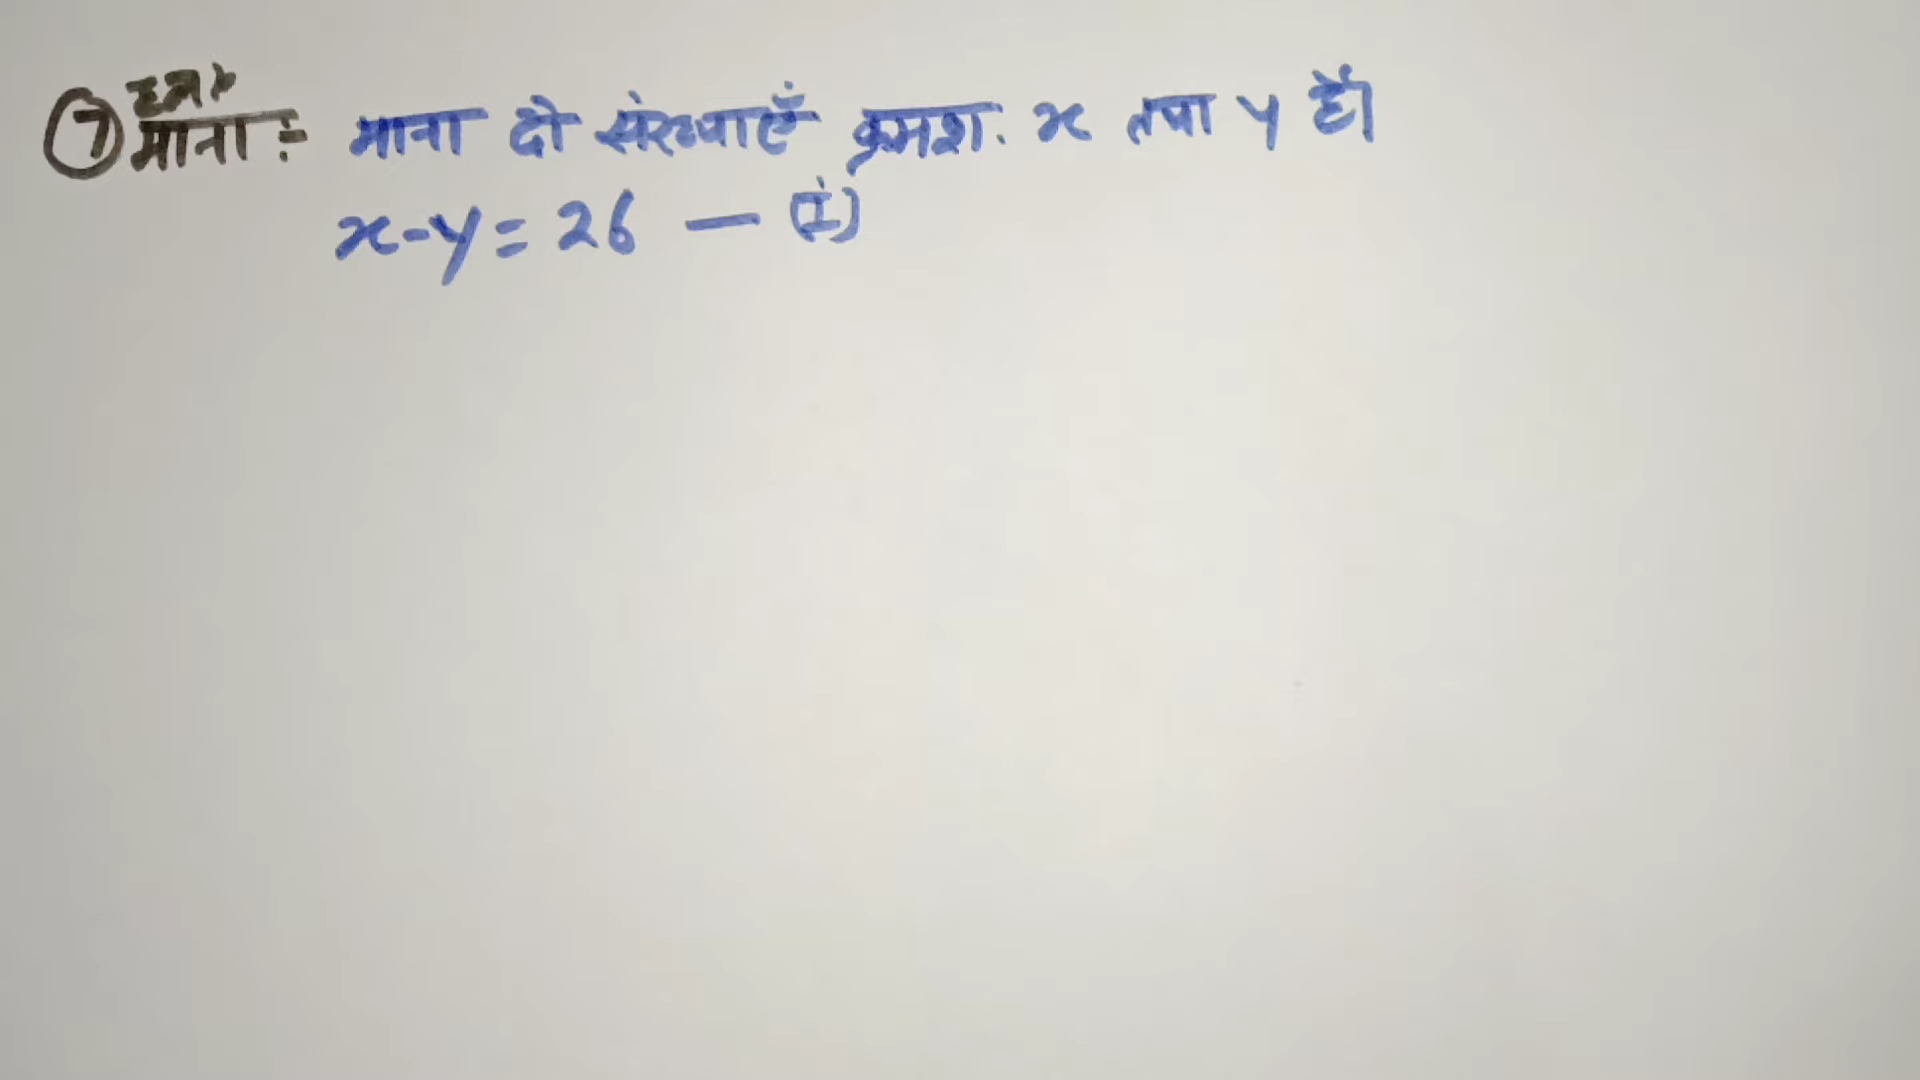 ⑦ हल
माना :- माना दो संख्याएँ क्रमश: x तथा y हैं।
x-y = 26 — (i)